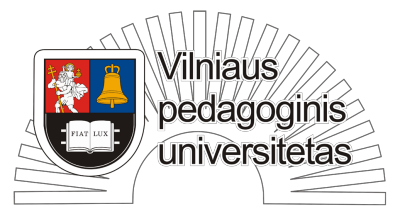 Vilniaus
pedagoginis
universitetas
FIAT LUX